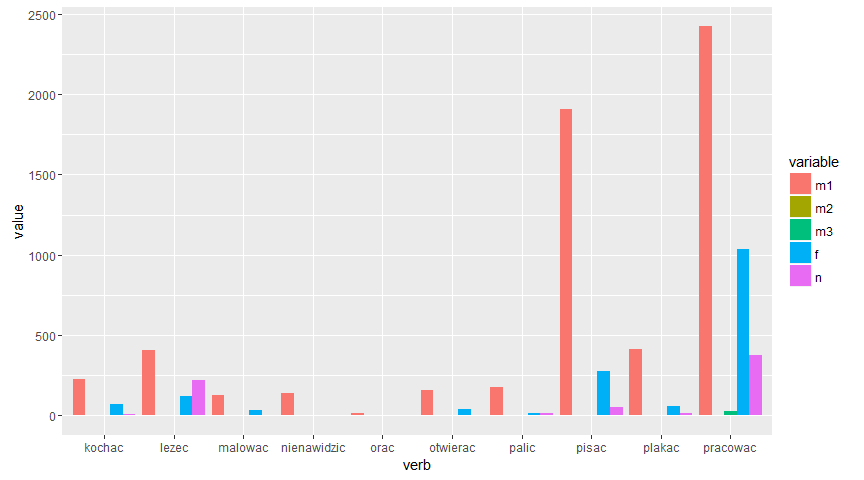 2500
2000
1500
1000
500
0
value
kochac lezec malowac nienawidzic orac otwierac palic pisac plakac pracowac
verb
variable
m1
m2
m3
f
n